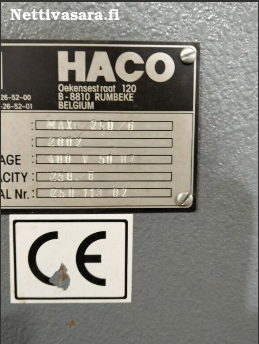 Nettivasara.fi
HACO
Oekensestraat 120
B-8810 RUMBEKE
BELGIUM
26-52-00
-26-52-01
: 2002
AGE : 400 V 50 Hz
ACITY : 250 6
AL Nr. :
CE